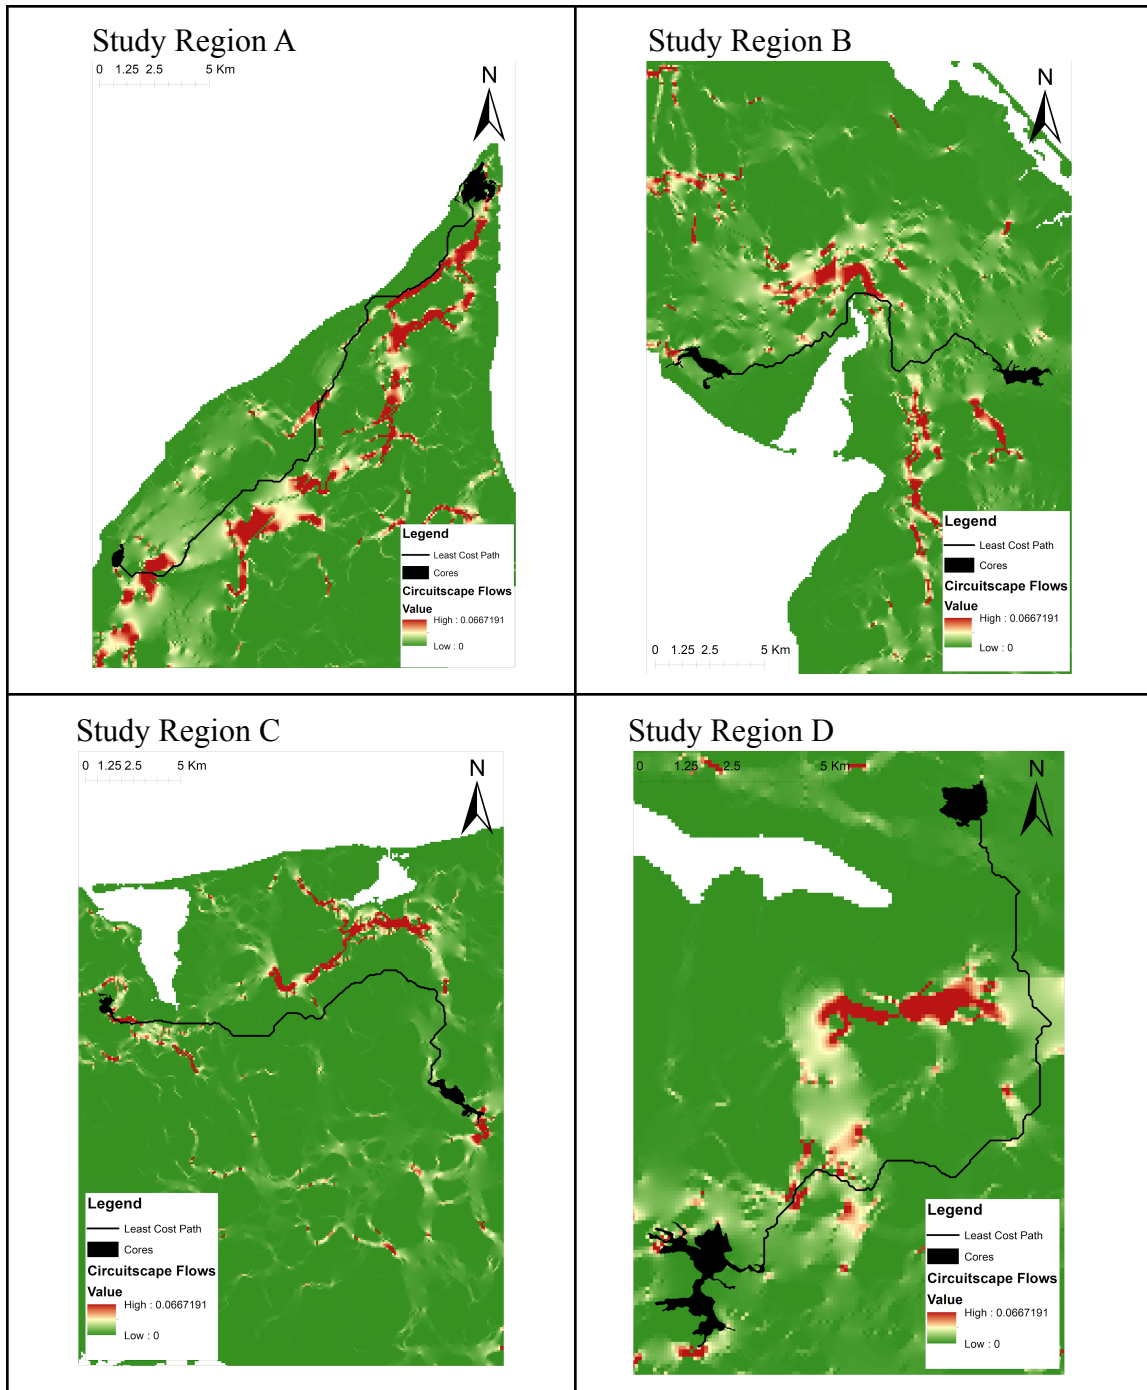 Study Region A
0 1.25 2.5 5 Km
N
Legend
Least Cost Path
Cores
Circuitscape Flows
Value
High : 0.0667191
Low : 0
Study Region B
N
Legend
Least Cost Path
Cores
Circuitscape Flows
Value
High : 0.0667191
Low : 0
0 1.25 2.5 5 Km
Study Region C
0 1.25 2.5 5 Km
N
Legend
Least Cost Path
Cores
Circuitscape Flows
Value
High : 0.0667191
Low : 0
Study Region D
0 1.25 2.5 5 Km
N
Legend
Least Cost Path
Cores
Circuitscape Flows
Value
High : 0.0667191
Low : 0